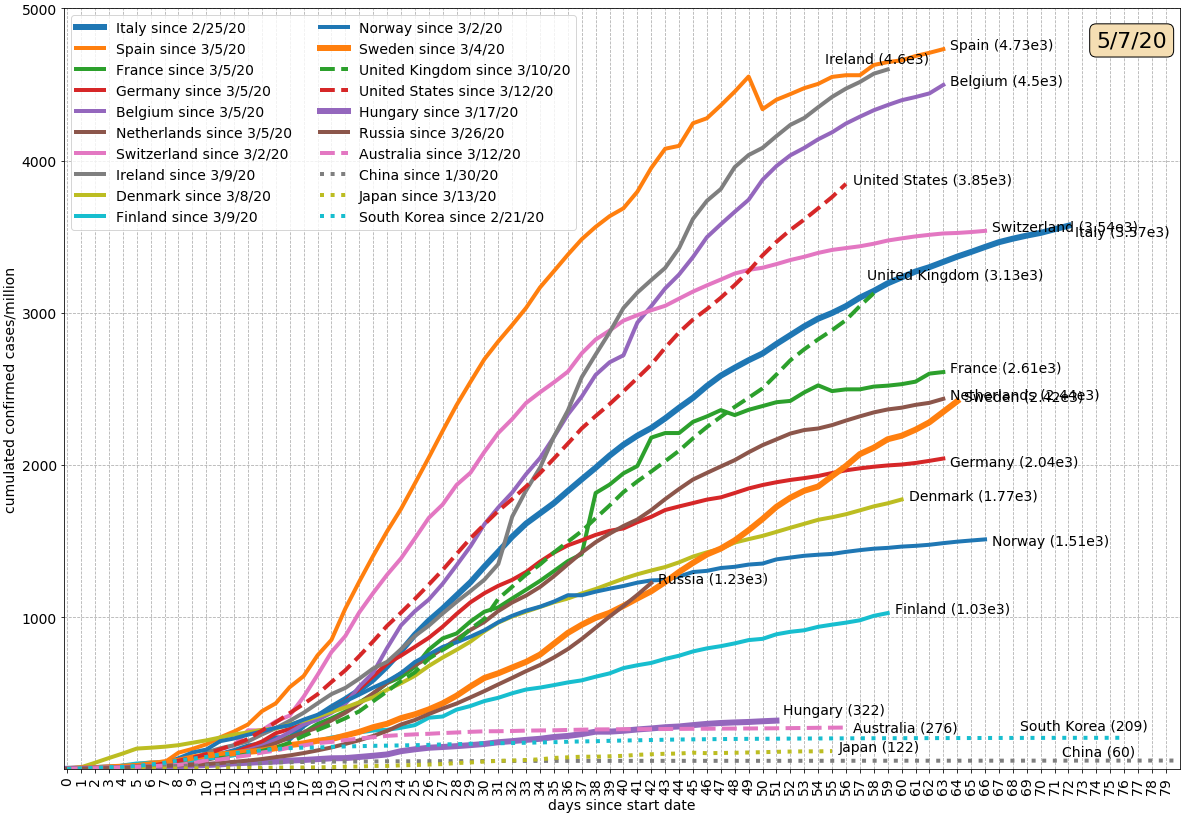 5000
4000
3000
2000
1000
cumulated confirmed cases/million
Italy since 2/25/20
Spain since 3/5/20
France since 3/5/20
Germany since 3/5/20
Belgium since 3/5/20
Netherlands since 3/5/20
Switzerland since 3/2/20
Ireland since 3/9/20
Denmark since 3/8/20
Finland since 3/9/20
Norway since 3/2/20
Sweden since 3/4/20
United Kingdom since 3/10/20
United States since 3/12/20
Hungary since 3/17/20
Russia since 3/26/20
Australia since 3/12/20
China since 1/30/20
Japan since 3/13/20
South Korea since 2/21/20
5/7/20
Spain (4.73e3)
Ireland (4.6e3)
Belgium (4.5e3)
United States (3.85e3)
Switzerland (3.54e3)
Italy (3.57e3)
United Kingdom (3.13e3)
France (2.61e3)
Netherlands (2.44e3)
Sweden (2.42e3)
Germany (2.04e3)
Denmark (1.77e3)
Norway (1.51e3)
Russia (1.23e3)
Finland (1.03e3)
Hungary (322)
Australia (276)
South Korea (209)
Japan (122)
China (60)
0 1 2 3 4 5 6 7 8 9 10 11 12 13 14 15 16 17 18 19 20 21 22 23 24 25 26 27 28 29 30 31 32 33 34 35 36 37 38 39 40 41 42 43 44 45 46 47 48 49 50 51 52 53 54 55 56 57 58 59 60 61 62 63 64 65 66 67 68 69 70 71 72 73 74 75 76 77 78 79
days since start date